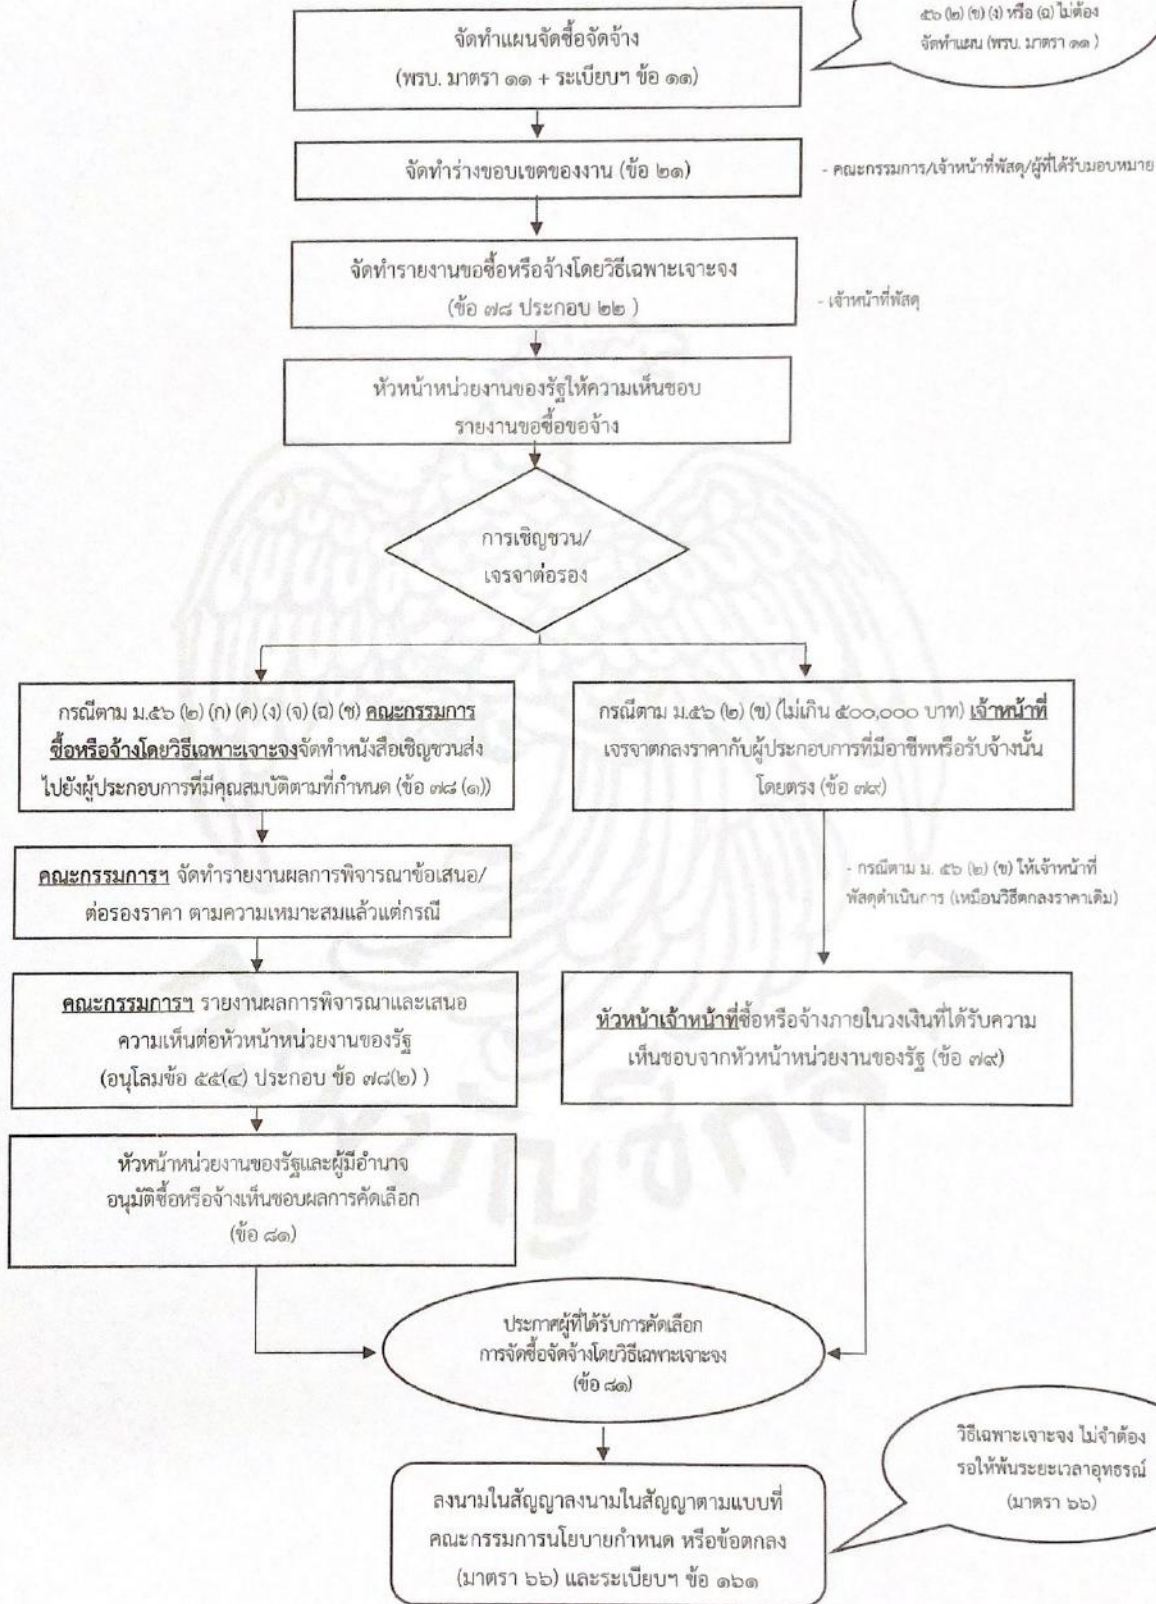 ๕๖ (๒) (ข) (ง) หรือ (ฉ) ไม่ต้อง
จัดทำแผน (พรบ. มาตรา ๑๑ )
จัดทำแผนจัดซื้อจัดจ้าง
(พรบ. มาตรา ๑๑ + ระเบียบฯ ข้อ ๑๑)
จัดทำร่างขอบเขตของงาน (ข้อ ๒๑)
- คณะกรรมการ/เจ้าหน้าที่พัสดุ/ผู้ที่ได้รับมอบหมาย
จัดทำรายงานขอซื้อหรือจ้างโดยวิธีเฉพาะเจาะจง
(ข้อ ๗๘ ประกอบ ๒๒ )
- เจ้าหน้าที่พัสดุ
หัวหน้าหน่วยงานของรัฐให้ความเห็นชอบ
รายงานขอซื้อขอจ้าง
การเชิญชวน/
เจรจาต่อรอง
กรณีตาม ม.๕๖ (๒) (ก) (ค) (ง) (จ) (ฉ) (ช) คณะกรรมการ
ซื้อหรือจ้างโดยวิธีเฉพาะเจาะจงจัดทำหนังสือเชิญชวนส่ง
ไปยังผู้ประกอบการที่มีคุณสมบัติตามที่กำหนด (ข้อ ๗๘ (๑))
กรณีตาม ม.๕๖ (๒) (ข) (ไม่เกิน ๕๐๐,๐๐๐ บาท) เจ้าหน้าที่
เจรจาตกลงราคากับผู้ประกอบการที่มีอาชีพหรือรับจ้างนั้น
โดยตรง (ข้อ ๗๙)
คณะกรรมการฯ จัดทำรายงานผลการพิจารณาข้อเสนอ/
ต่อรองราคา ตามความเหมาะสมแล้วแต่กรณี
- กรณีตาม ม. ๕๖ (๒) (ข) ให้เจ้าหน้าที่
พัสดุดำเนินการ (เหมือนวิธีตกลงราคาเดิม)
คณะกรรมการฯ รายงานผลการพิจารณาและเสนอ
ความเห็นต่อหัวหน้าหน่วยงานของรัฐ
(อนุโลมข้อ ๕๕(๔) ประกอบ ข้อ ๗๘(๒) )
หัวหน้าเจ้าหน้าที่ซื้อหรือจ้างภายในวงเงินที่ได้รับความ
เห็นชอบจากหัวหน้าหน่วยงานของรัฐ (ข้อ ๗๙)
หัวหน้าหน่วยงานของรัฐและผู้มีอำนาจ
อนุมัติซื้อหรือจ้างเห็นชอบผลการคัดเลือก
(ข้อ ๘๑)
ประกาศผู้ที่ได้รับการคัดเลือก
การจัดซื้อจัดจ้างโดยวิธีเฉพาะเจาะจง
(ข้อ ๘๑)
วิธีเฉพาะเจาะจง ไม่จำต้อง
รอให้พ้นระยะเวลาอุทธรณ์
(มาตรา ๖๖)
ลงนามในสัญญาลงนามในสัญญาตามแบบที่
คณะกรรมการนโยบายกำหนด หรือข้อตกลง
(มาตรา ๖๖) และระเบียบฯ ข้อ ๑๖๑